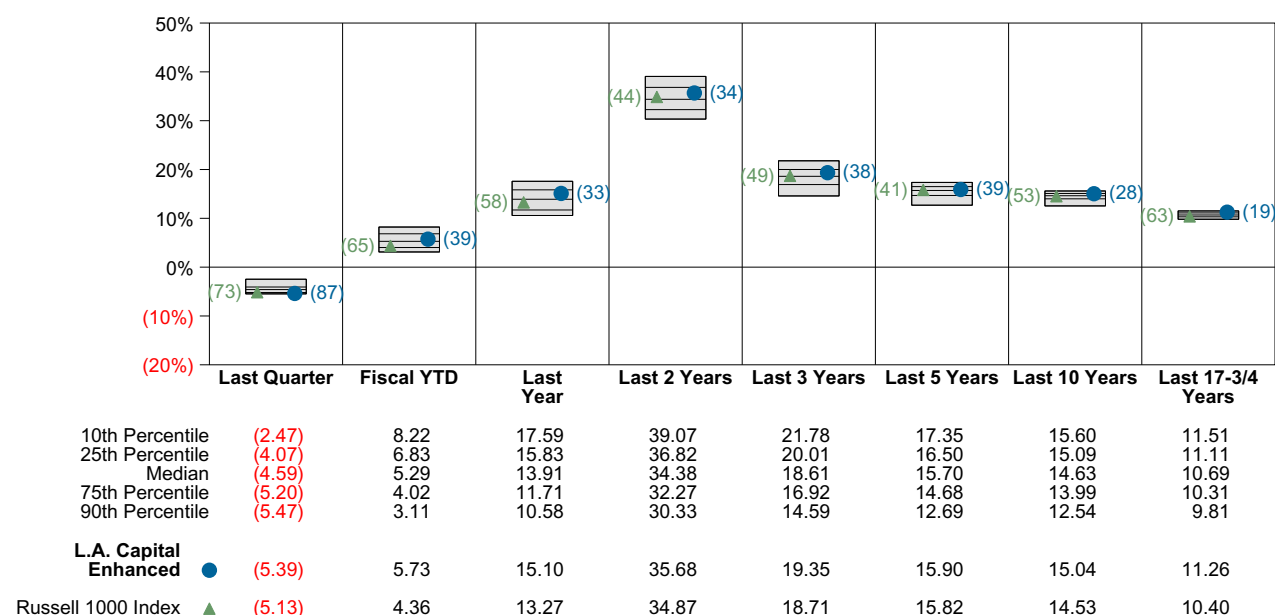 50%
40%
30%
20%
10%
0%
(10%)
(20%)
(73) (87)
(65) (39)
(58) (33)
(44) (34)
(49) (38)
(41) (39)
(53) (28)
(63) (19)
Last Quarter Fiscal YTD Last Year Last 2 Years Last 3 Years Last 5 Years Last 10 Years Last 17-3/4 Years
10th Percentile (2.47) 8.22 17.59 39.07 21.78 17.35 15.60 11.51
25th Percentile (4.07) 6.83 15.83 36.82 20.01 16.50 15.09 11.11
Median (4.59) 5.29 13.91 34.38 18.61 15.70 14.63 10.69
75th Percentile (5.20) 4.02 11.71 32.27 16.92 14.68 13.99 10.31
90th Percentile (5.47) 3.11 10.58 30.33 14.59 12.69 12.54 9.81
L.A. Capital
Enhanced (5.39) 5.73 15.10 35.68 19.35 15.90 15.04 11.26
Russell 1000 Index (5.13) 4.36 13.27 34.87 18.71 15.82 14.53 10.40